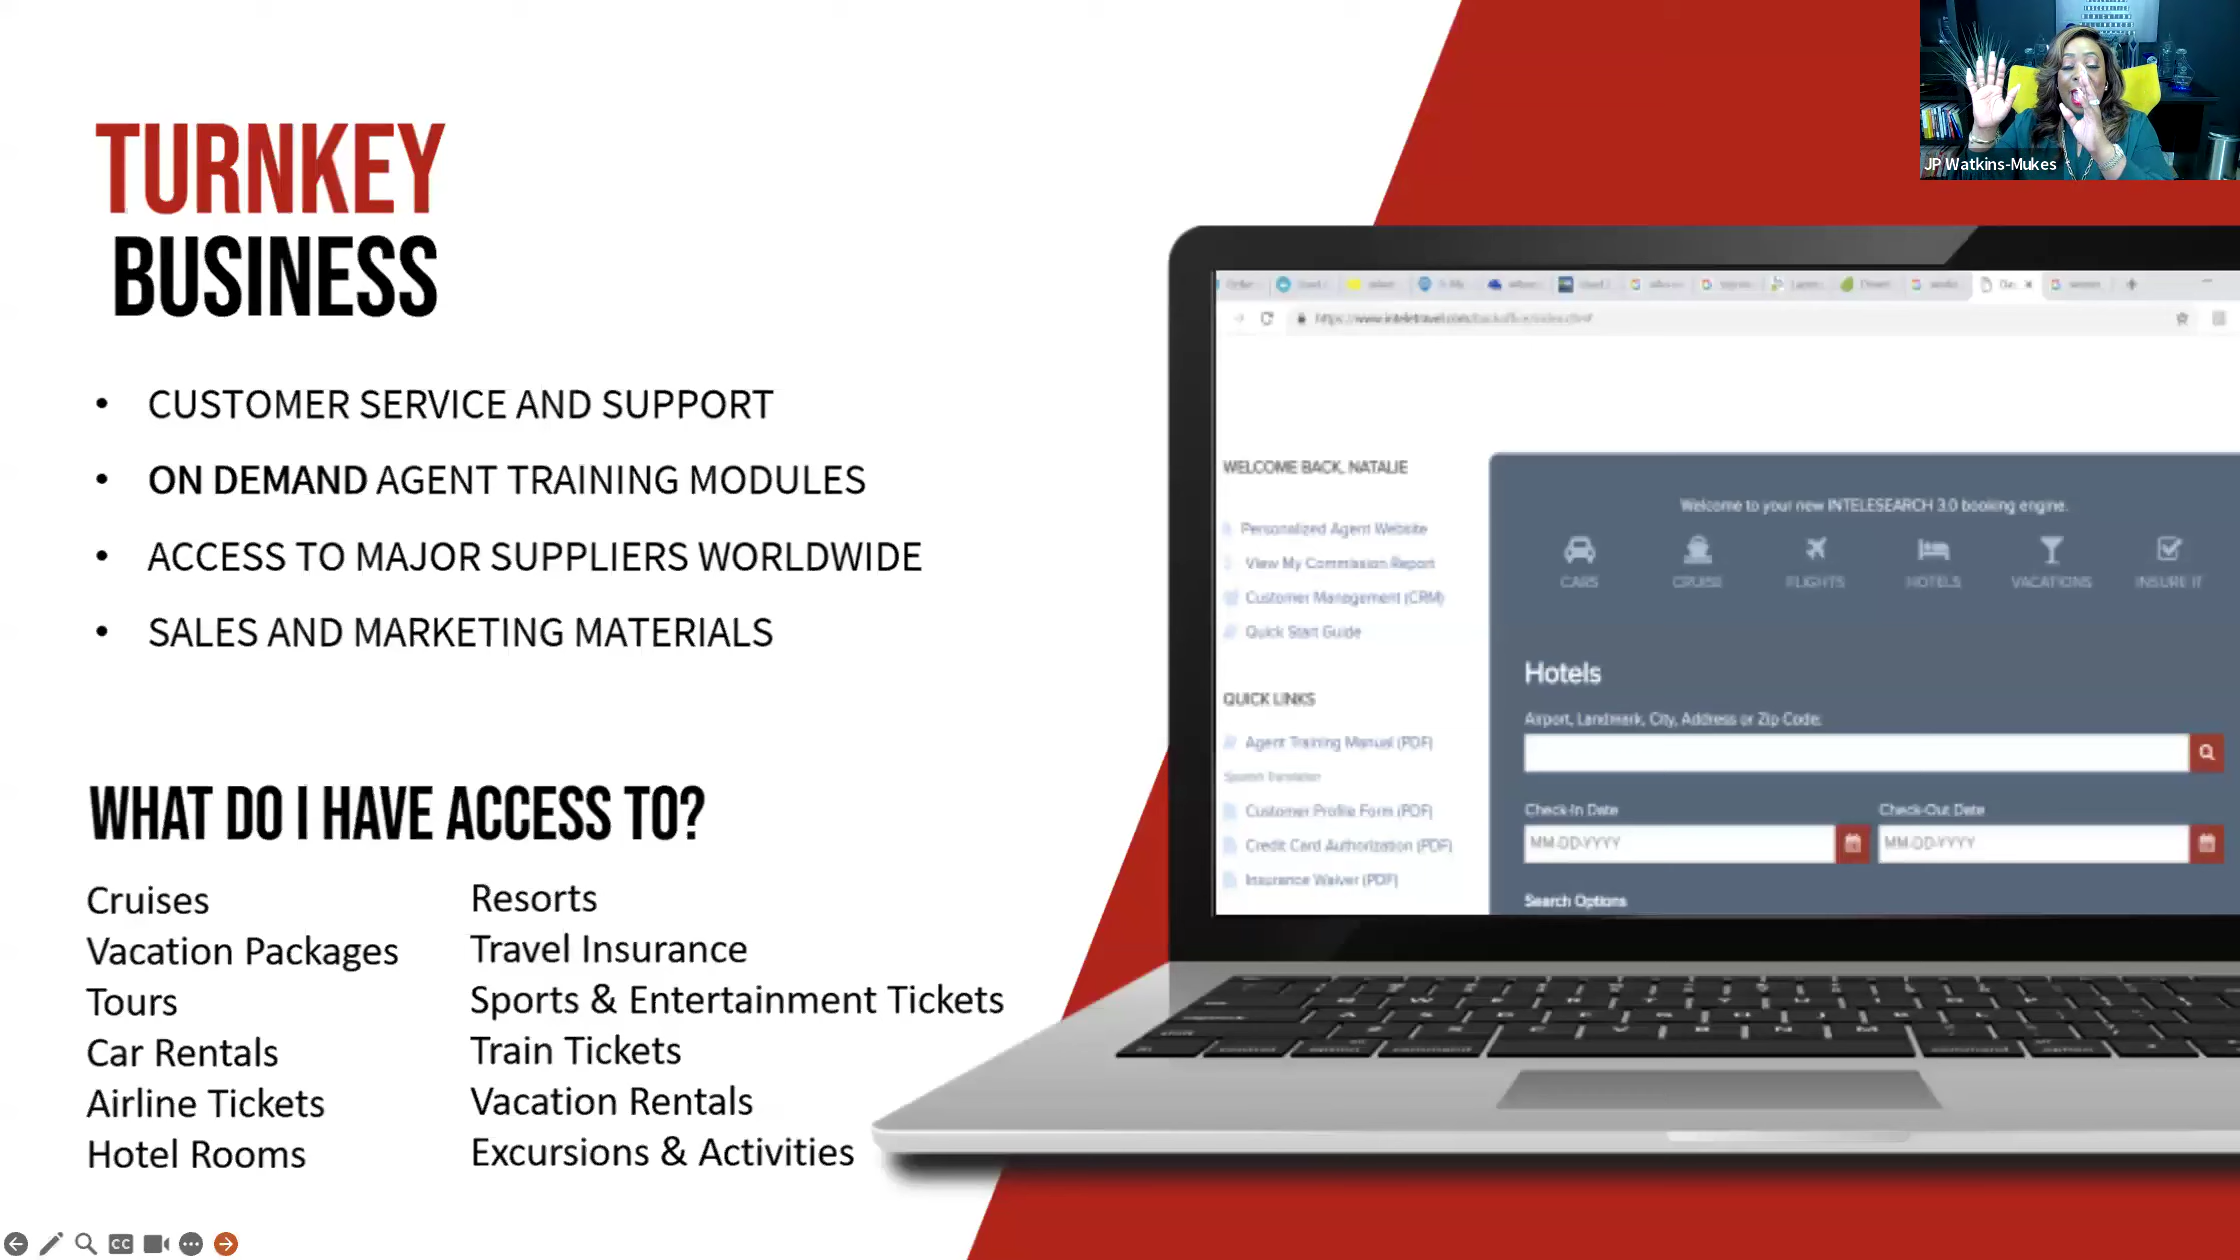 TURNKEY
BUSINESS
• CUSTOMER SERVICE AND SUPPORT
• ON DEMAND AGENT TRAINING MODULES
• ACCESS TO MAJOR SUPPLIERS WORLDWIDE
• SALES AND MARKETING MATERIALS
WHAT DO I HAVE ACCESS TO?
Cruises
Vacation Packages
Tours
Car Rentals
Airline Tickets
Hotel Rooms
Resorts
Travel Insurance
Sports & Entertainment Tickets
Train Tickets
Vacation Rentals
Excursions & Activities
JP Watkins-Mukes
WELCOME BACK, NATALIE
Personalized Agent Website
View My Commission Report
Customer Management (CRM)
Quick Start Guide
QUICK LINKS
Agent Training Manual (PDF)
Customer Profile Form (PDF)
Credit Card Authorization (PDF)
Insurance Waiver (PDF)
Welcome to your new INTELESEARCH 3.0 booking engine.
CARS CRUISE FLIGHTS HOTELS VACATIONS INSURE IT
Hotels
Airport, Landmark, City, Address or Zip Code:
Check-In Date Check-Out Date
MM-DD-YYYY MM-DD-YYYY
Search Options
CC